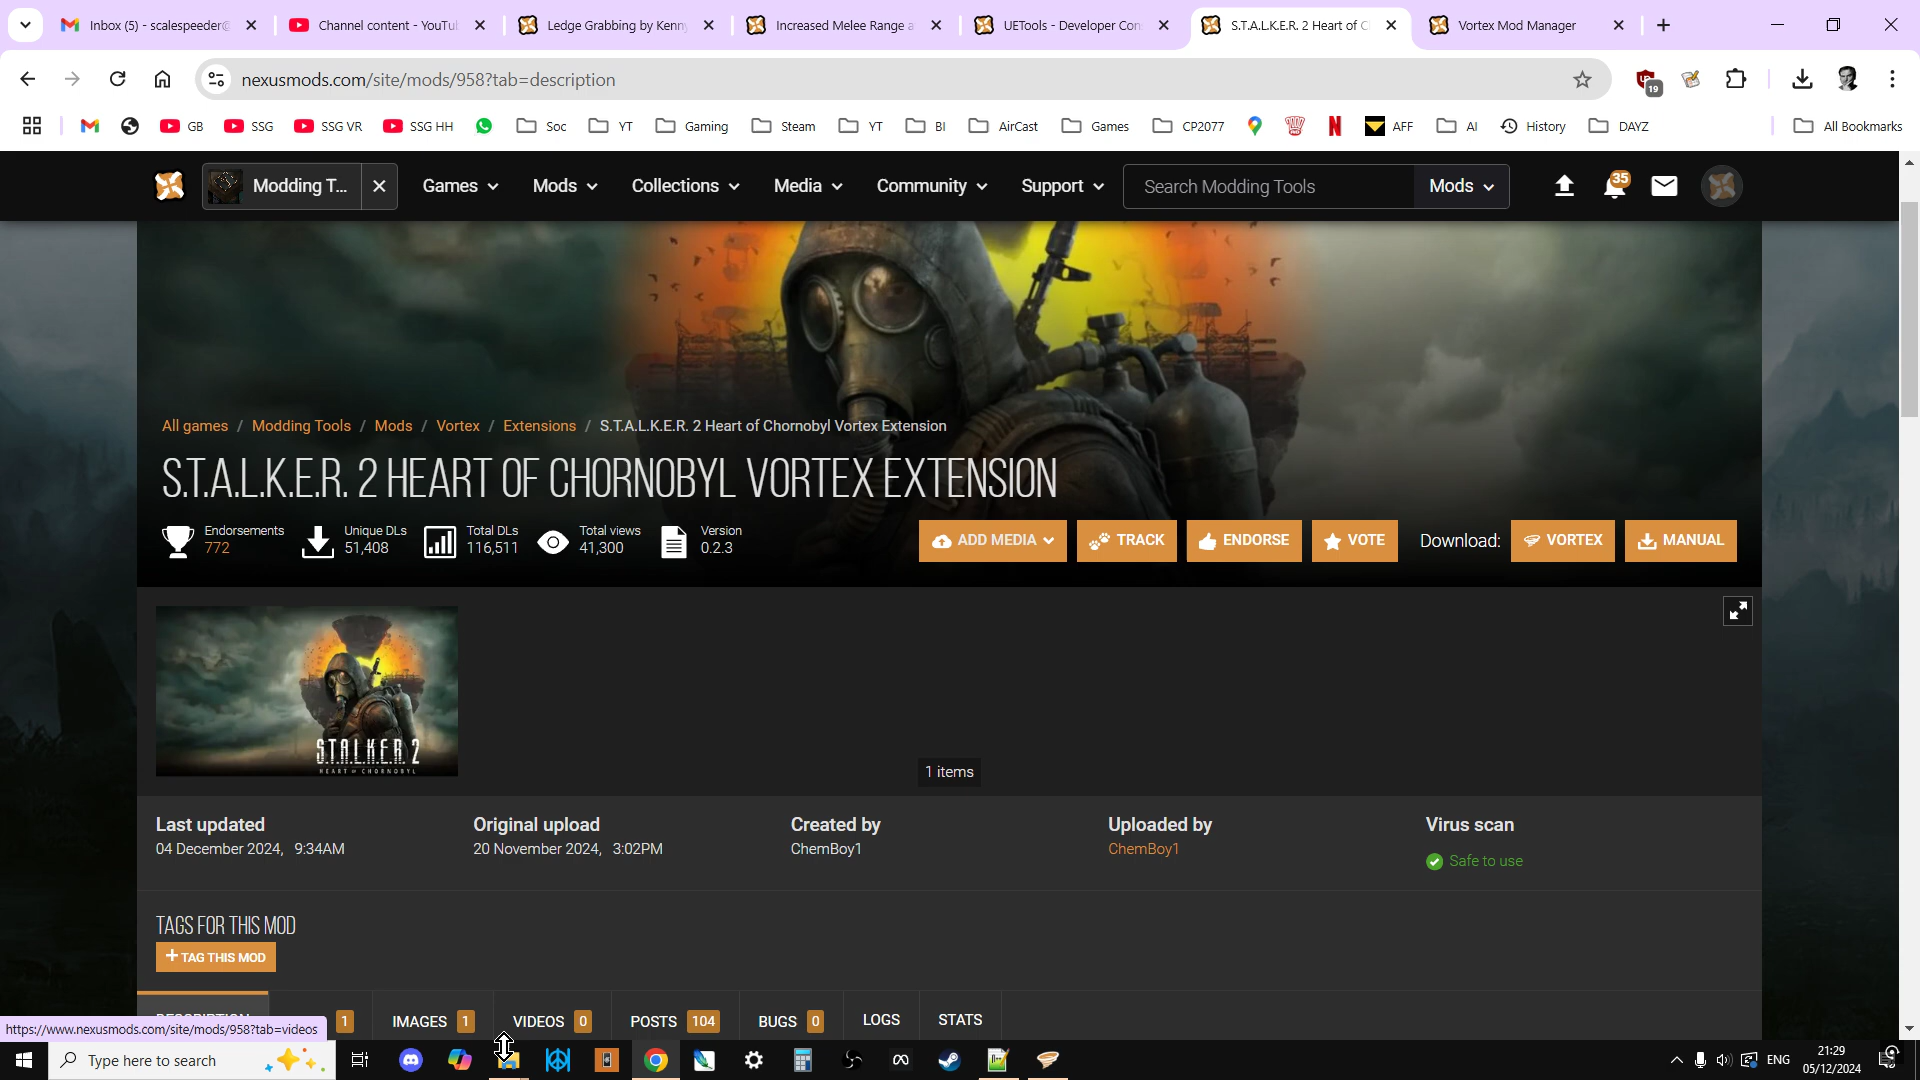 Inbox (5) - scalespeeder@
Channel content - YouTu
Ledge Grabbing by Kenny
Increased Melee Range a
UETools - Developer Con
S.T.A.L.K.E.R. 2 Heart of C
Vortex Mod Manager
nexusmods.com/site/mods/958?tab=description
19
GB
SSG
SSG VR
SSG HH
Soc
YT
Gaming
Steam
YT
BI
AirCast
Games
CP2077
AFF
AI
History
DAYZ
All Bookmarks
Modding T...
Games
Mods
Collections
Media
Community
Support
Search Modding Tools
Mods
35
All games / Modding Tools / Mods / Vortex / Extensions / S.T.A.L.K.E.R. 2 Heart of Chornobyl Vortex Extension
S.T.A.L.K.E.R. 2 HEART OF CHORNOBYL VORTEX EXTENSION
Endorsements
772
Unique DLs
51,408
Total DLs
116,511
Total views
41,300
Version
0.2.3
ADD MEDIA
TRACK
ENDORSE
VOTE
Download:
VORTEX
MANUAL
S.T.A.L.K.E.R. 2
HEART OF CHORNOBYL
1 items
Last updated
04 December 2024, 9:34AM
Original upload
20 November 2024, 3:02PM
Created by
ChemBoy1
Uploaded by
ChemBoy1
Virus scan
Safe to use
TAGS FOR THIS MOD
+ TAG THIS MOD
DESCRIPTION
1
IMAGES 1
VIDEOS 0
POSTS 104
BUGS 0
LOGS
STATS
https://www.nexusmods.com/site/mods/958?tab=videos
Type here to search
ENG
21:29
05/12/2024